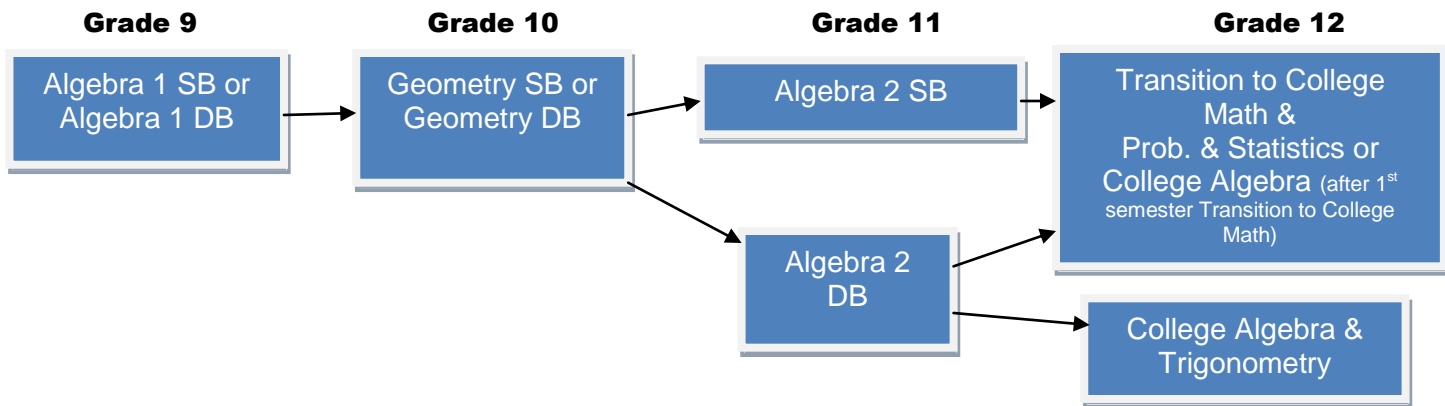 Grade 9
Grade 10
Grade 11
Grade 12
Algebra 1 SB or
Algebra 1 DB
Geometry SB or
Geometry DB
Algebra 2 SB
Transition to College
Math &
Prob. & Statistics or
College Algebra (after 1st
semester Transition to College
Math)
Algebra 2
DB
College Algebra &
Trigonometry